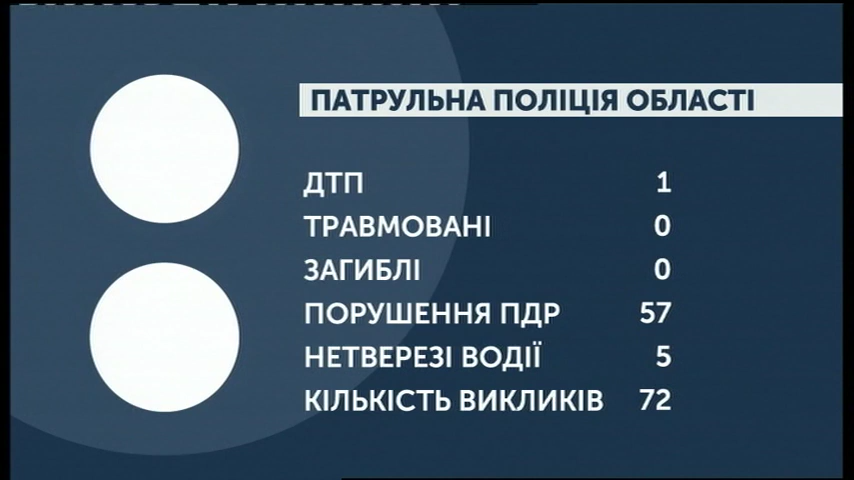 ПАТРУЛЬНА ПОЛІЦІЯ ОБЛАСТІ
ДТП 1
ТРАВМОВАНІ 0
ЗАГИБЛІ 0
ПОРУШЕННЯ ПДР 57
НЕТВЕРЕЗІ ВОДІЇ 5
КІЛЬКІСТЬ ВИКЛИКІВ 72